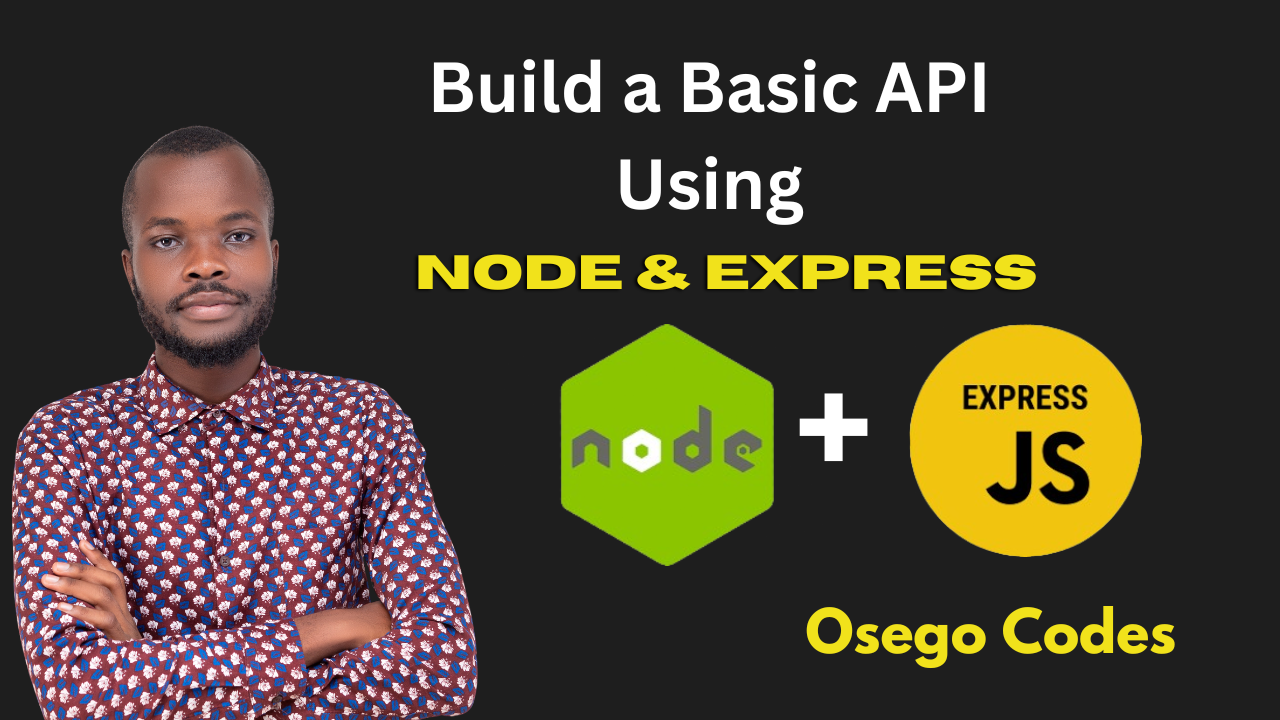 Build a Basic API
Using
NODE & EXPRESS
node
EXPRESS
JS
Osego Codes